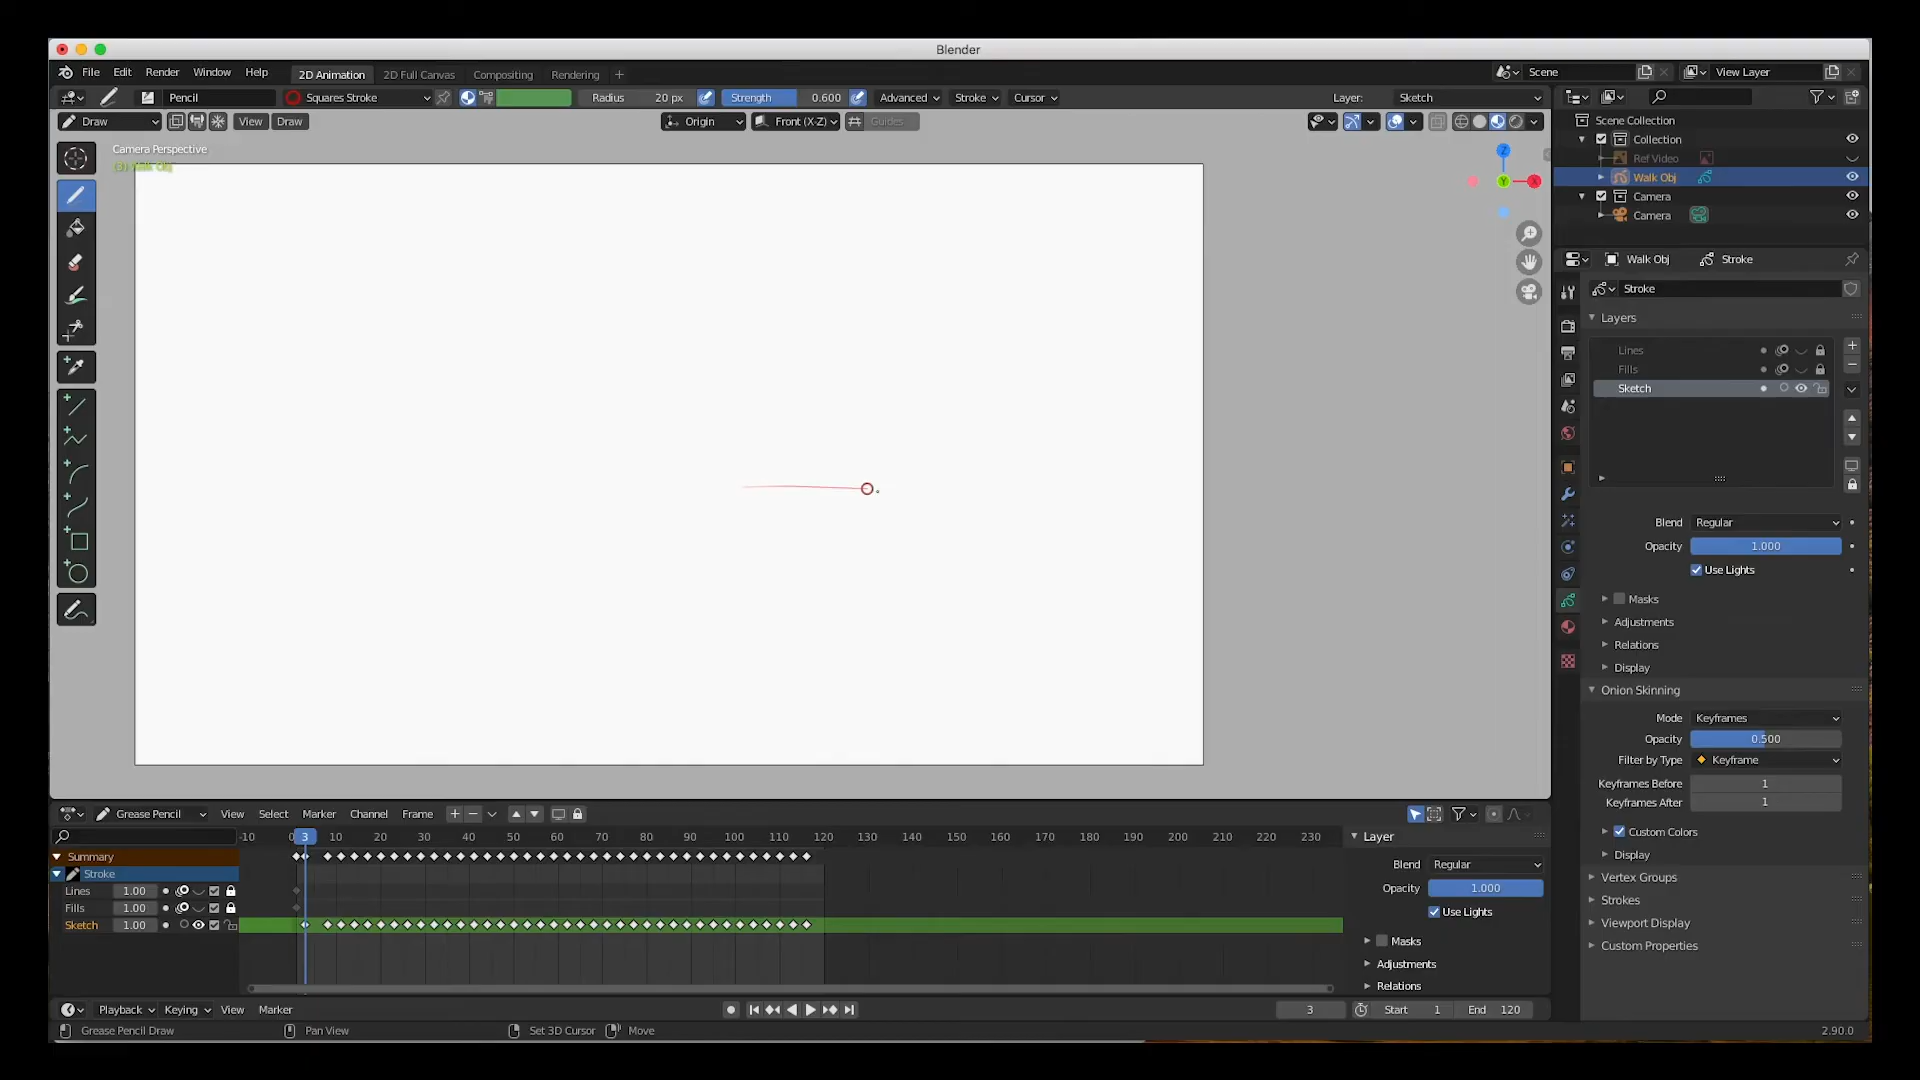 Blender
File Edit Render Window Help 2D Animation 2D Full Canvas Compositing Rendering + Scene View Layer
Pencil Squares Stroke Radius 20 px Strength 0.600 Advanced Stroke Cursor Layer: Sketch
Draw View Draw Origin Front (X-Z) Guides
Camera Perspective
(3) Walk Obj
Z
Y
X
Scene Collection
Collection
Ref Video
Walk Obj
Camera
Camera
Walk Obj Stroke
Stroke
Layers
Lines
Fills
Sketch
Blend Regular
Opacity 1.000
Use Lights
Masks
Adjustments
Relations
Display
Onion Skinning
Mode Keyframes
Opacity 0.500
Filter by Type Keyframe
Keyframes Before 1
Keyframes After 1
Custom Colors
Display
Vertex Groups
Strokes
Viewport Display
Custom Properties
Grease Pencil View Select Marker Channel Frame
-10 0 3 10 20 30 40 50 60 70 80 90 100 110 120 130 140 150 160 170 180 190 200 210 220 230
Summary
Stroke
Lines 1.00
Fills 1.00
Sketch 1.00
Layer
Blend Regular
Opacity 1.000
Use Lights
Masks
Adjustments
Relations
Playback Keying View Marker 3 Start 1 End 120
Grease Pencil Draw Pan View Set 3D Cursor Move 2.90.0